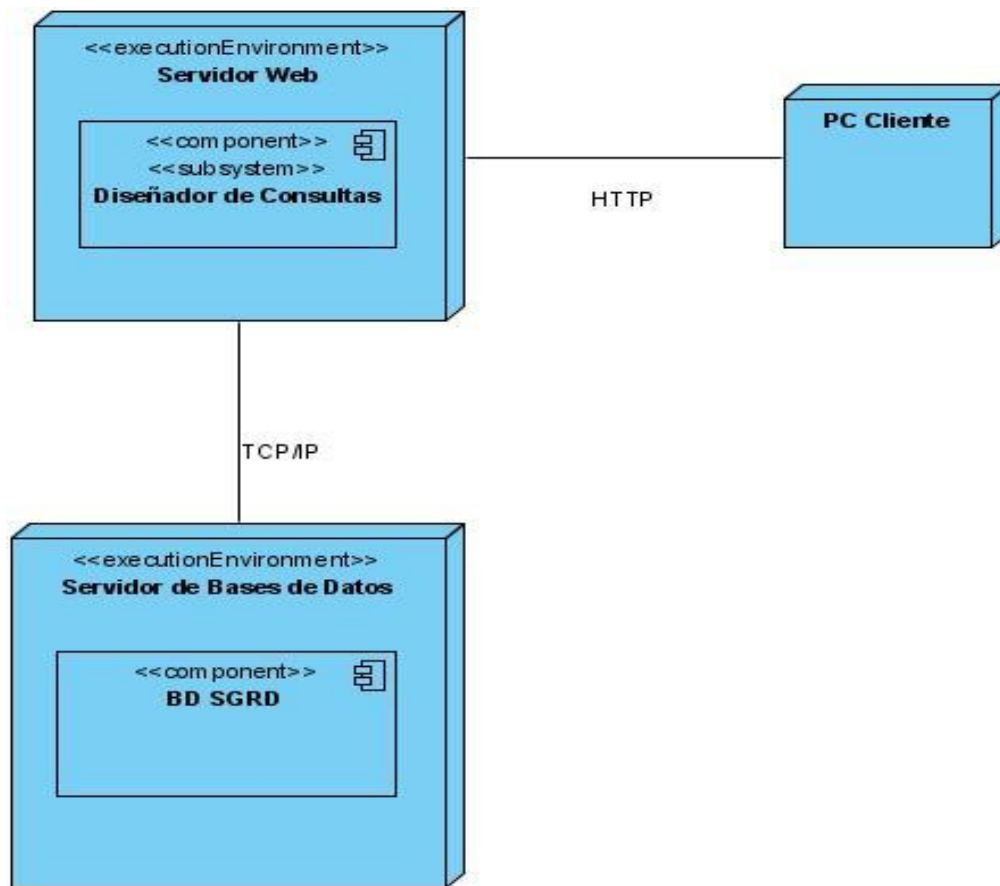 <<executionEnvironment>>
Servidor Web
<<component>>
<<subsystem>>
Diseñador de Consultas
PC Cliente
HTTP
TCP/IP
<<executionEnvironment>>
Servidor de Bases de Datos
<<component>>
BD SGRD